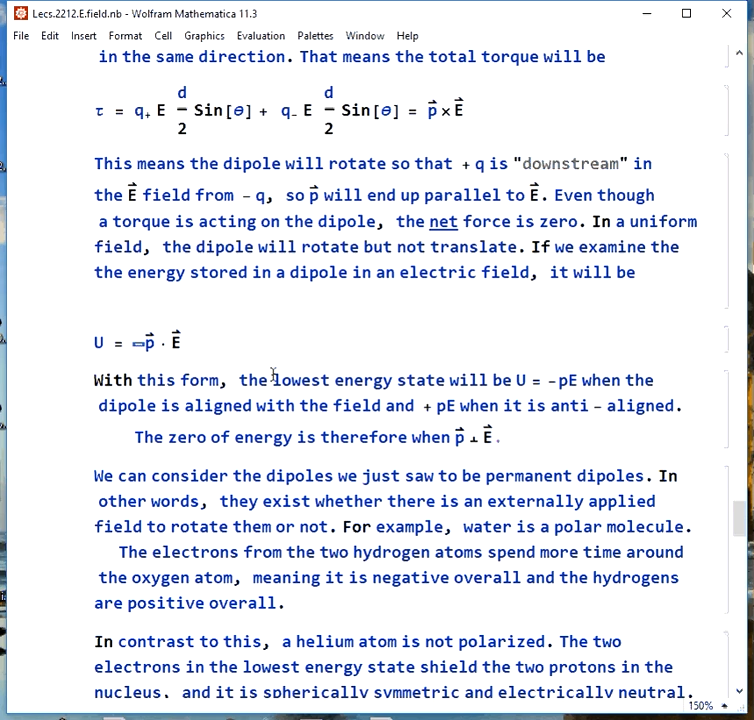 Lecs.2212.E.field.nb - Wolfram Mathematica 11.3
File Edit Insert Format Cell Graphics Evaluation Palettes Window Help
in the same direction. That means the total torque will be
τ = q₊ E d/2 Sin[θ] + q₋ E d/2 Sin[θ] = p⃗ × E⃗
This means the dipole will rotate so that + q is "downstream" in
the E⃗ field from - q, so p⃗ will end up parallel to E⃗. Even though
a torque is acting on the dipole, the net force is zero. In a uniform
field, the dipole will rotate but not translate. If we examine the
the energy stored in a dipole in an electric field, it will be
U = -p⃗ · E⃗
With this form, the lowest energy state will be U = -pE when the
dipole is aligned with the field and + pE when it is anti - aligned.
The zero of energy is therefore when p⃗ ⊥ E⃗.
We can consider the dipoles we just saw to be permanent dipoles. In
other words, they exist whether there is an externally applied
field to rotate them or not. For example, water is a polar molecule.
The electrons from the two hydrogen atoms spend more time around
the oxygen atom, meaning it is negative overall and the hydrogens
are positive overall.
In contrast to this, a helium atom is not polarized. The two
electrons in the lowest energy state shield the two protons in the
nucleus, and it is spherically symmetric and electrically neutral.
150%